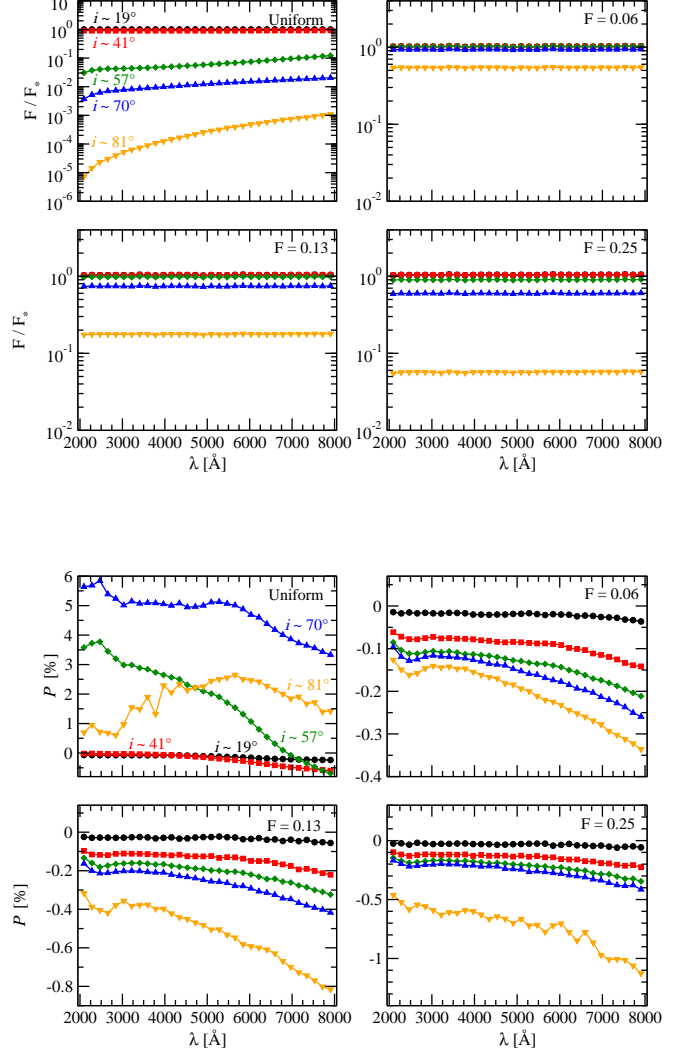 10
10⁰
10⁻¹
10⁻²
10⁻³
10⁻⁴
10⁻⁵
10⁻⁶
F / F*
i ~ 19°
i ~ 41°
i ~ 57°
i ~ 70°
i ~ 81°
Uniform
10⁰
10⁻¹
10⁻²
F = 0.06
10⁰
10⁻¹
10⁻²
F / F*
F = 0.13
2000 3000 4000 5000 6000 7000 8000
λ [Å]
10⁰
10⁻¹
10⁻²
F = 0.25
2000 3000 4000 5000 6000 7000 8000
λ [Å]
6
5
4
3
2
1
0
P [%]
Uniform
i ~ 70°
i ~ 81°
i ~ 57°
i ~ 41°
i ~ 19°
0
-0.1
-0.2
-0.3
-0.4
F = 0.06
0
-0.2
-0.4
-0.6
-0.8
P [%]
F = 0.13
2000 3000 4000 5000 6000 7000 8000
λ [Å]
0
-0.5
-1
F = 0.25
2000 3000 4000 5000 6000 7000 8000
λ [Å]